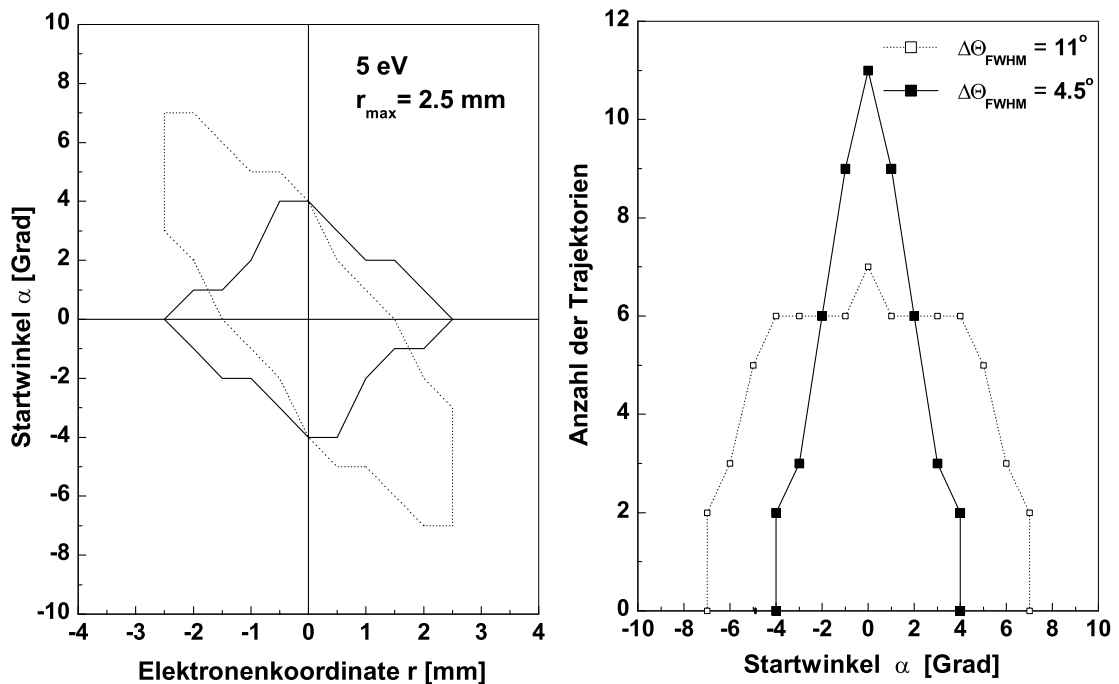 10
8
6
4
2
0
-2
-4
-6
-8
-10
Startwinkel α [Grad]
5 eV
r_max= 2.5 mm
-4 -3 -2 -1 0 1 2 3 4
Elektronenkoordinate r [mm]
12
10
8
6
4
2
0
Anzahl der Trajektorien
ΔΘ_FWHM = 11°
ΔΘ_FWHM = 4.5°
-10 -8 -6 -4 -2 0 2 4 6 8 10
Startwinkel α [Grad]